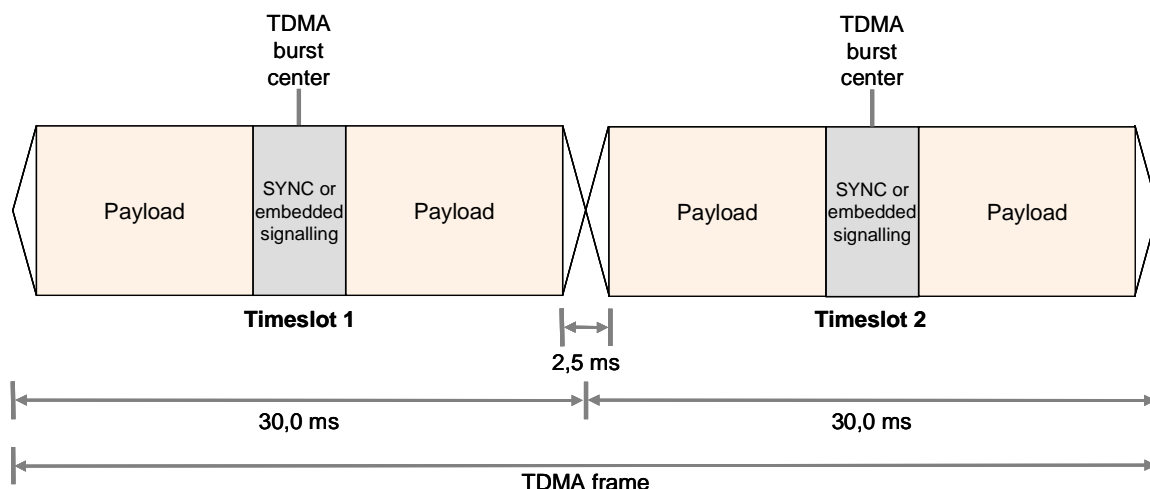 TDMA
burst
center
TDMA
burst
center
Payload
SYNC or
embedded
signalling
Payload
Payload
SYNC or
embedded
signalling
Payload
Timeslot 1
Timeslot 2
2,5 ms
30,0 ms
30,0 ms
TDMA frame